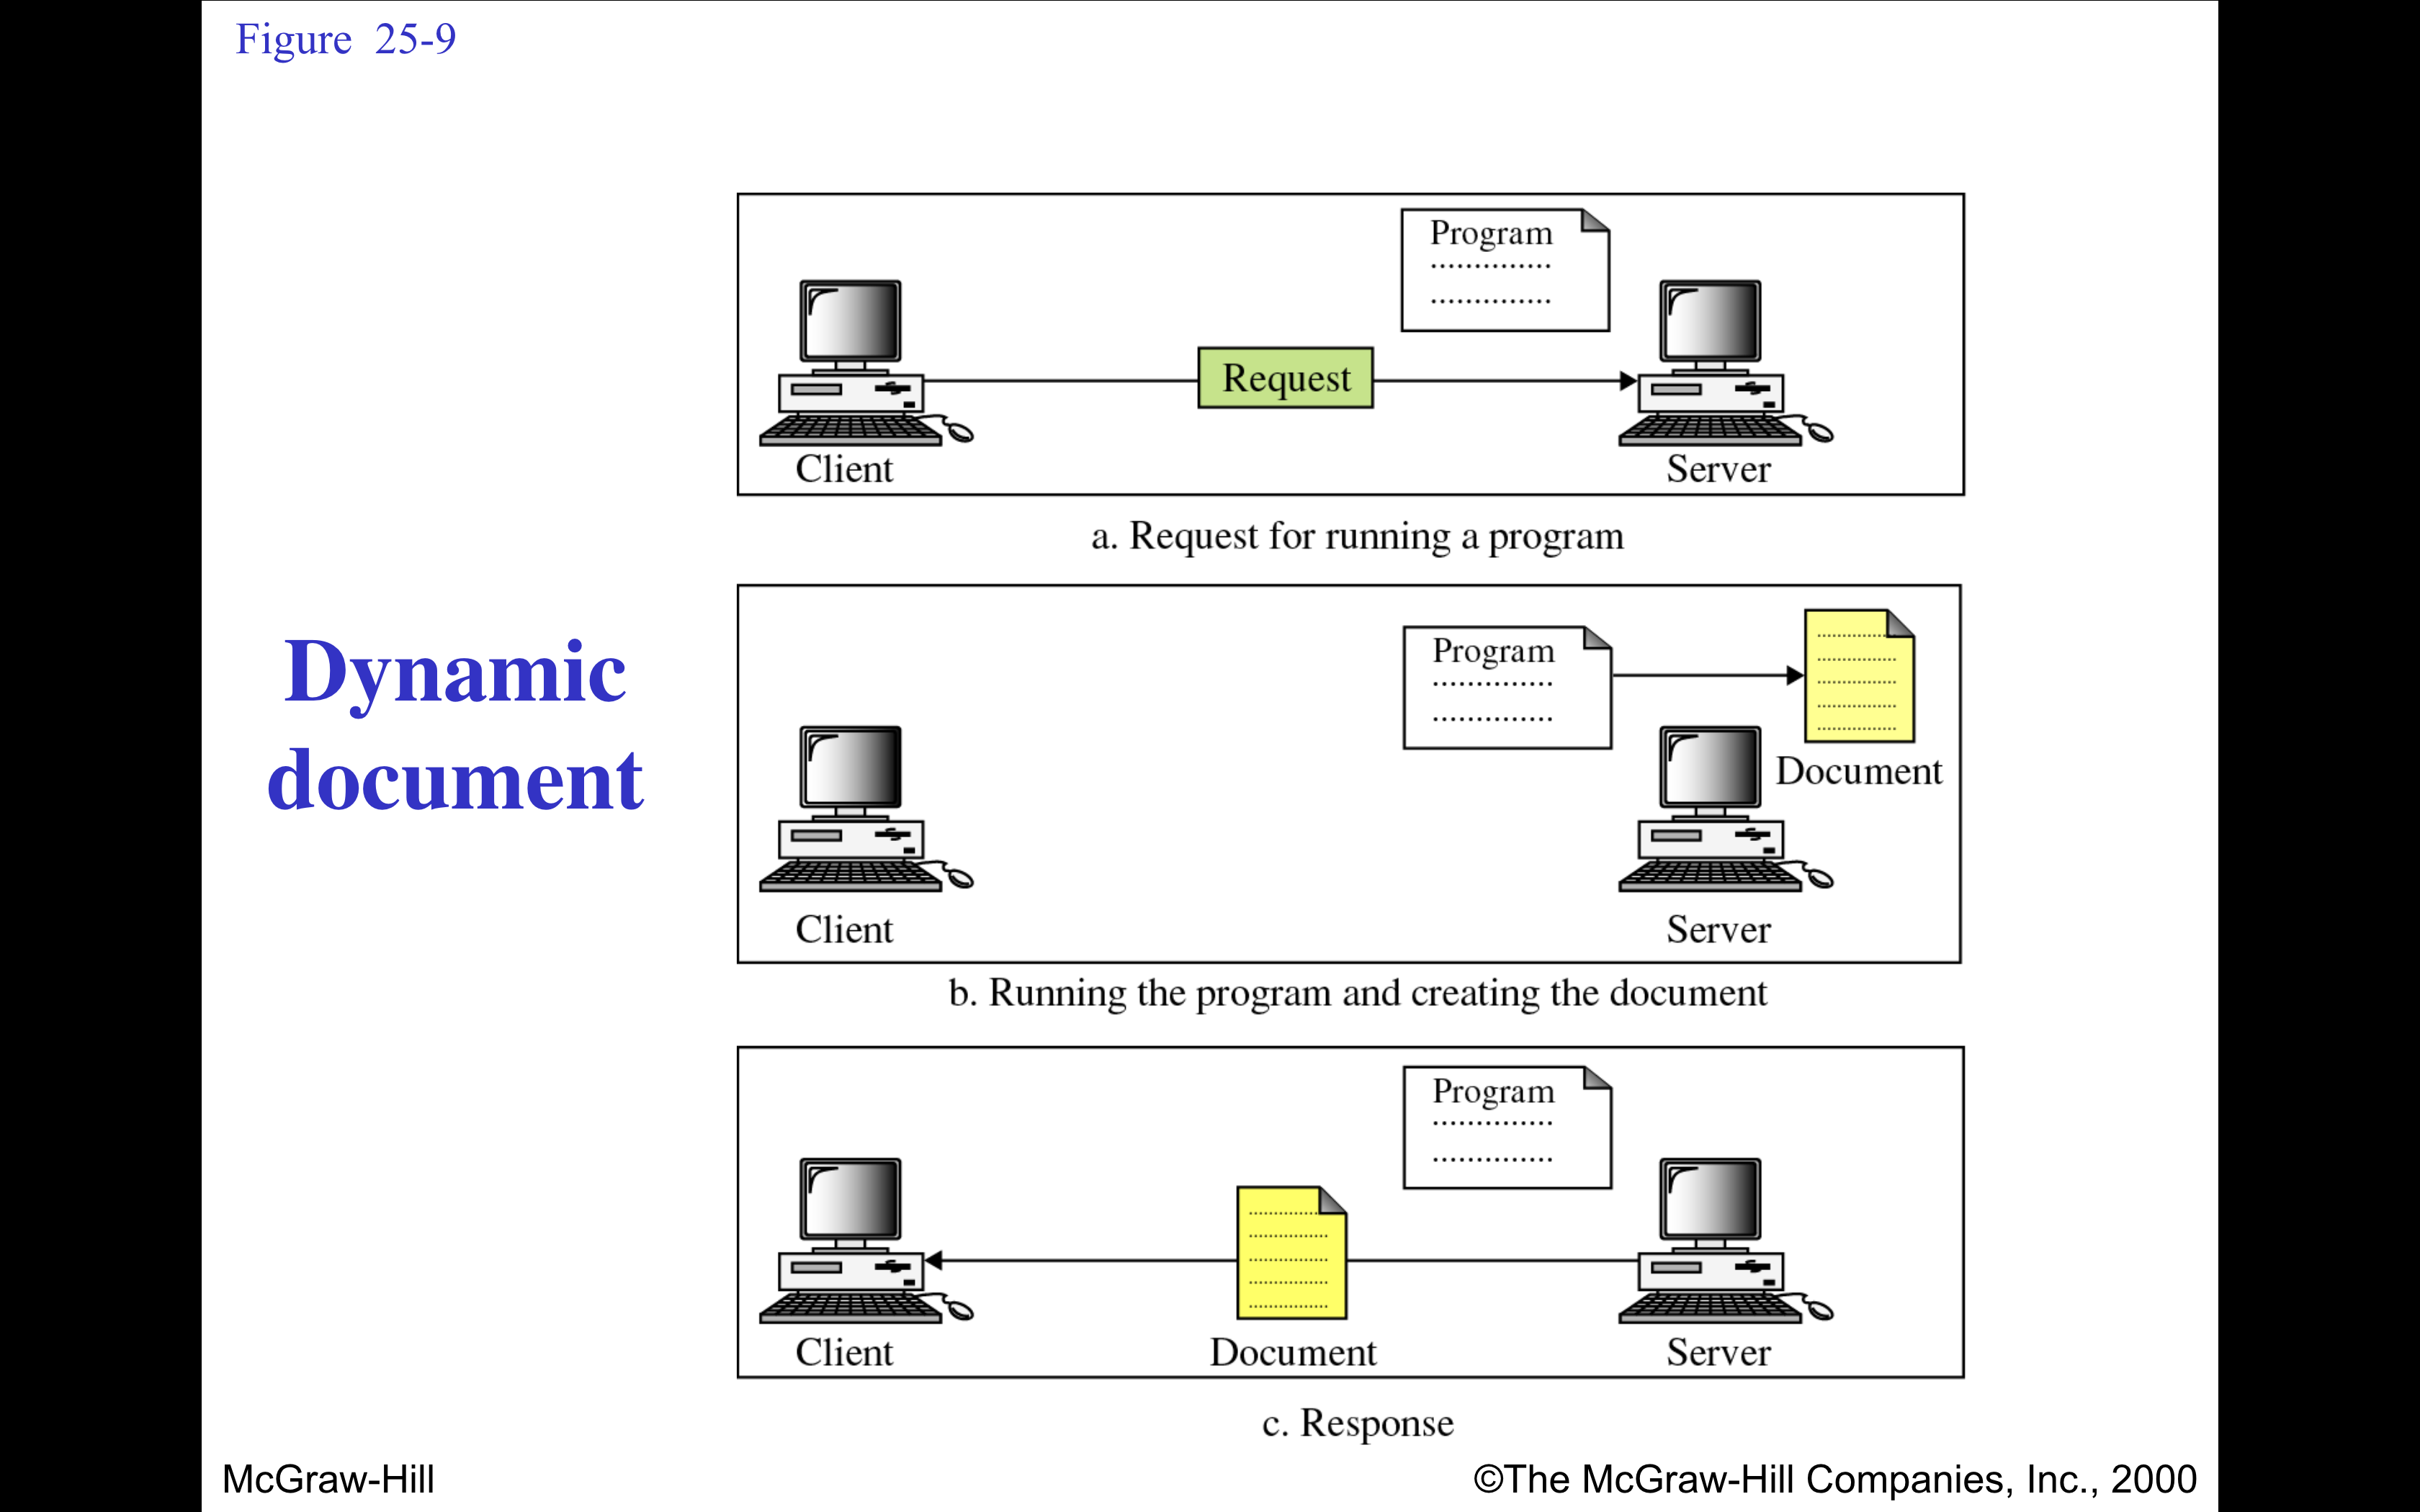 Figure 25-9
Dynamic
document
Program
Request
Client
Server
a. Request for running a program
Program
Document
Client
Server
b. Running the program and creating the document
Program
Client
Document
Server
c. Response
McGraw-Hill
©The McGraw-Hill Companies, Inc., 2000